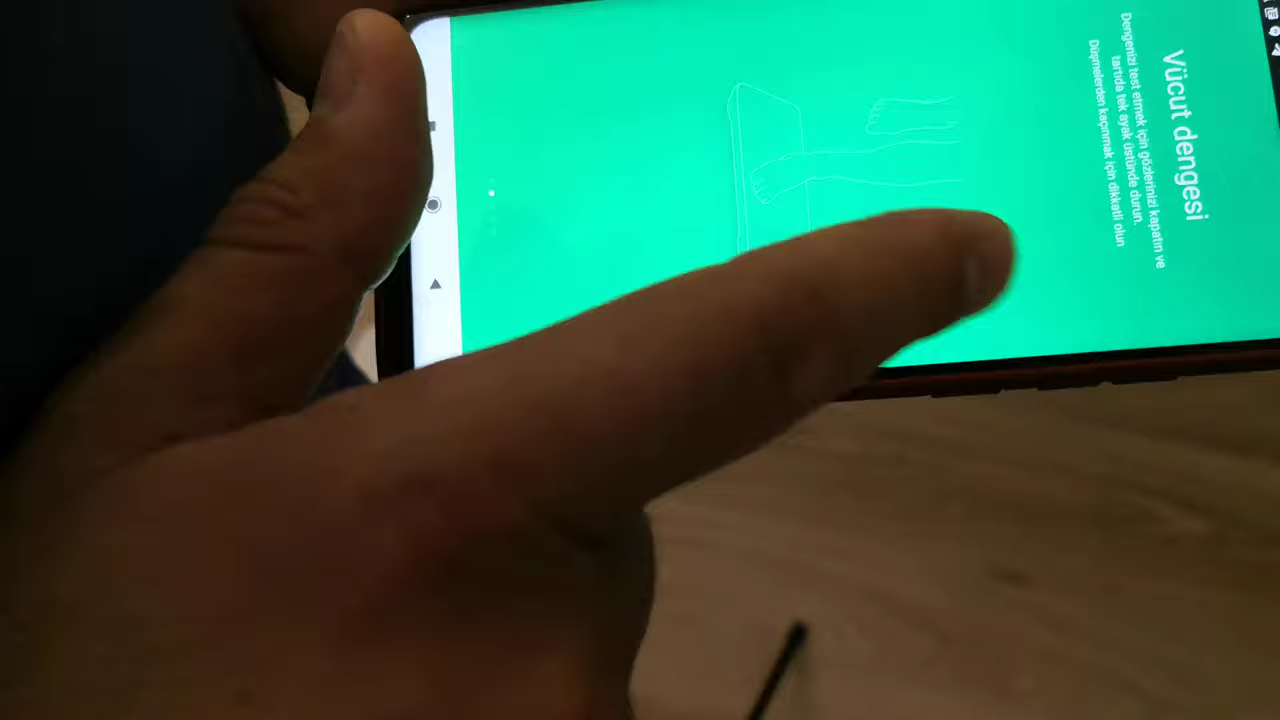 Vücut dengesi
Dengenizi test etmek için gözlerinizi kapatın ve
tartıda tek ayak üstünde durun.
Düşmelerden kaçınmak için dikkatli olun